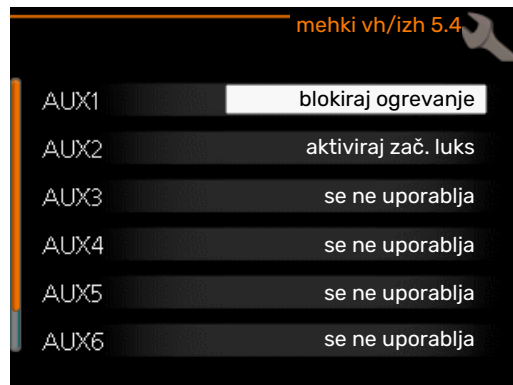 mehki vh/izh 5.4
AUX1 blokiraj ogrevanje
AUX2 aktiviraj zač. luks
AUX3 se ne uporablja
AUX4 se ne uporablja
AUX5 se ne uporablja
AUX6 se ne uporablja